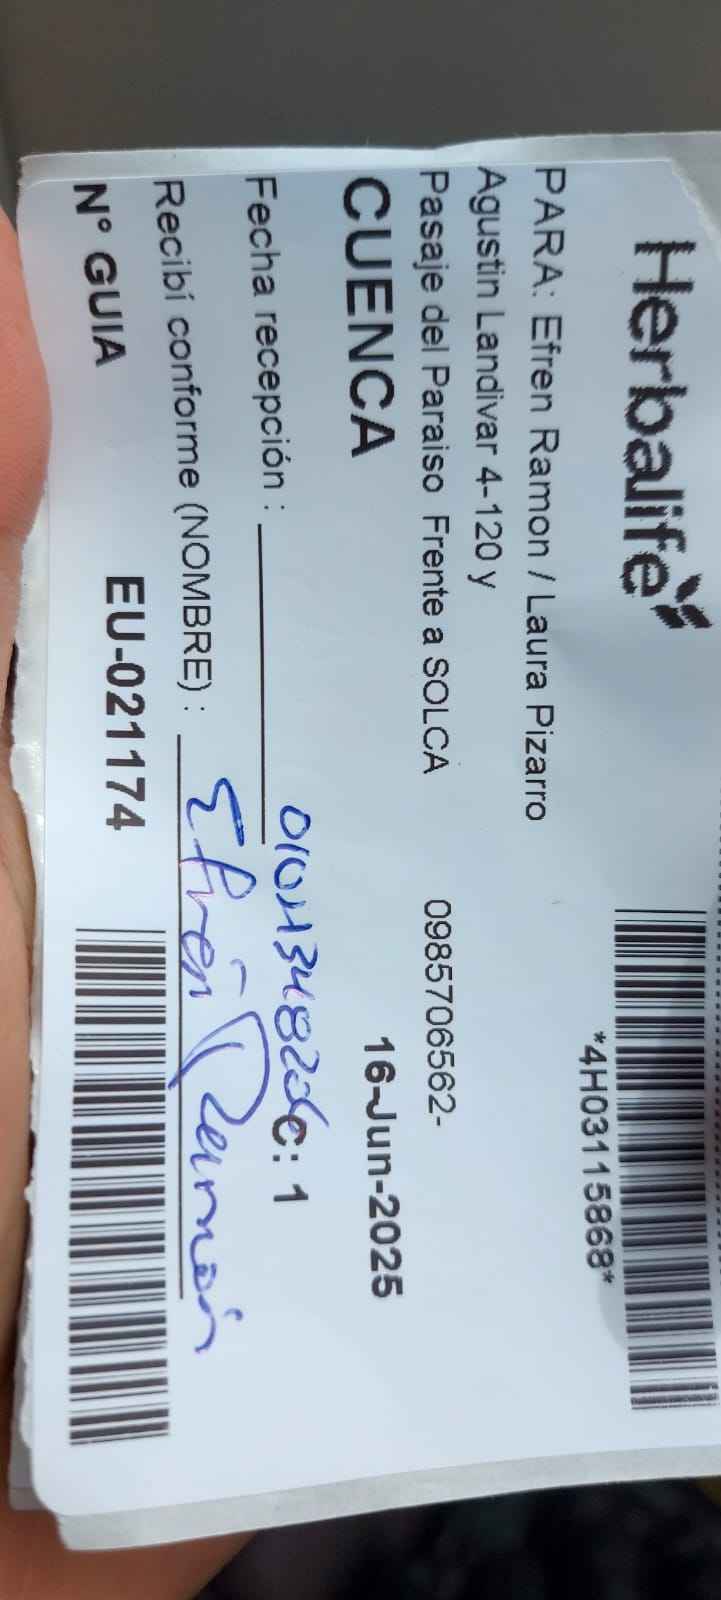 Herbalife
*4H03115868*
PARA: Efren Ramon / Laura Pizarro
Agustin Landivar 4-120 y
Pasaje del Paraiso Frente a SOLCA 0985706562-
CUENCA 16-Jun-2025
Fecha recepción : C: 1
Recibí conforme (NOMBRE) : Efrén Ramón
N° GUIA EU-021174